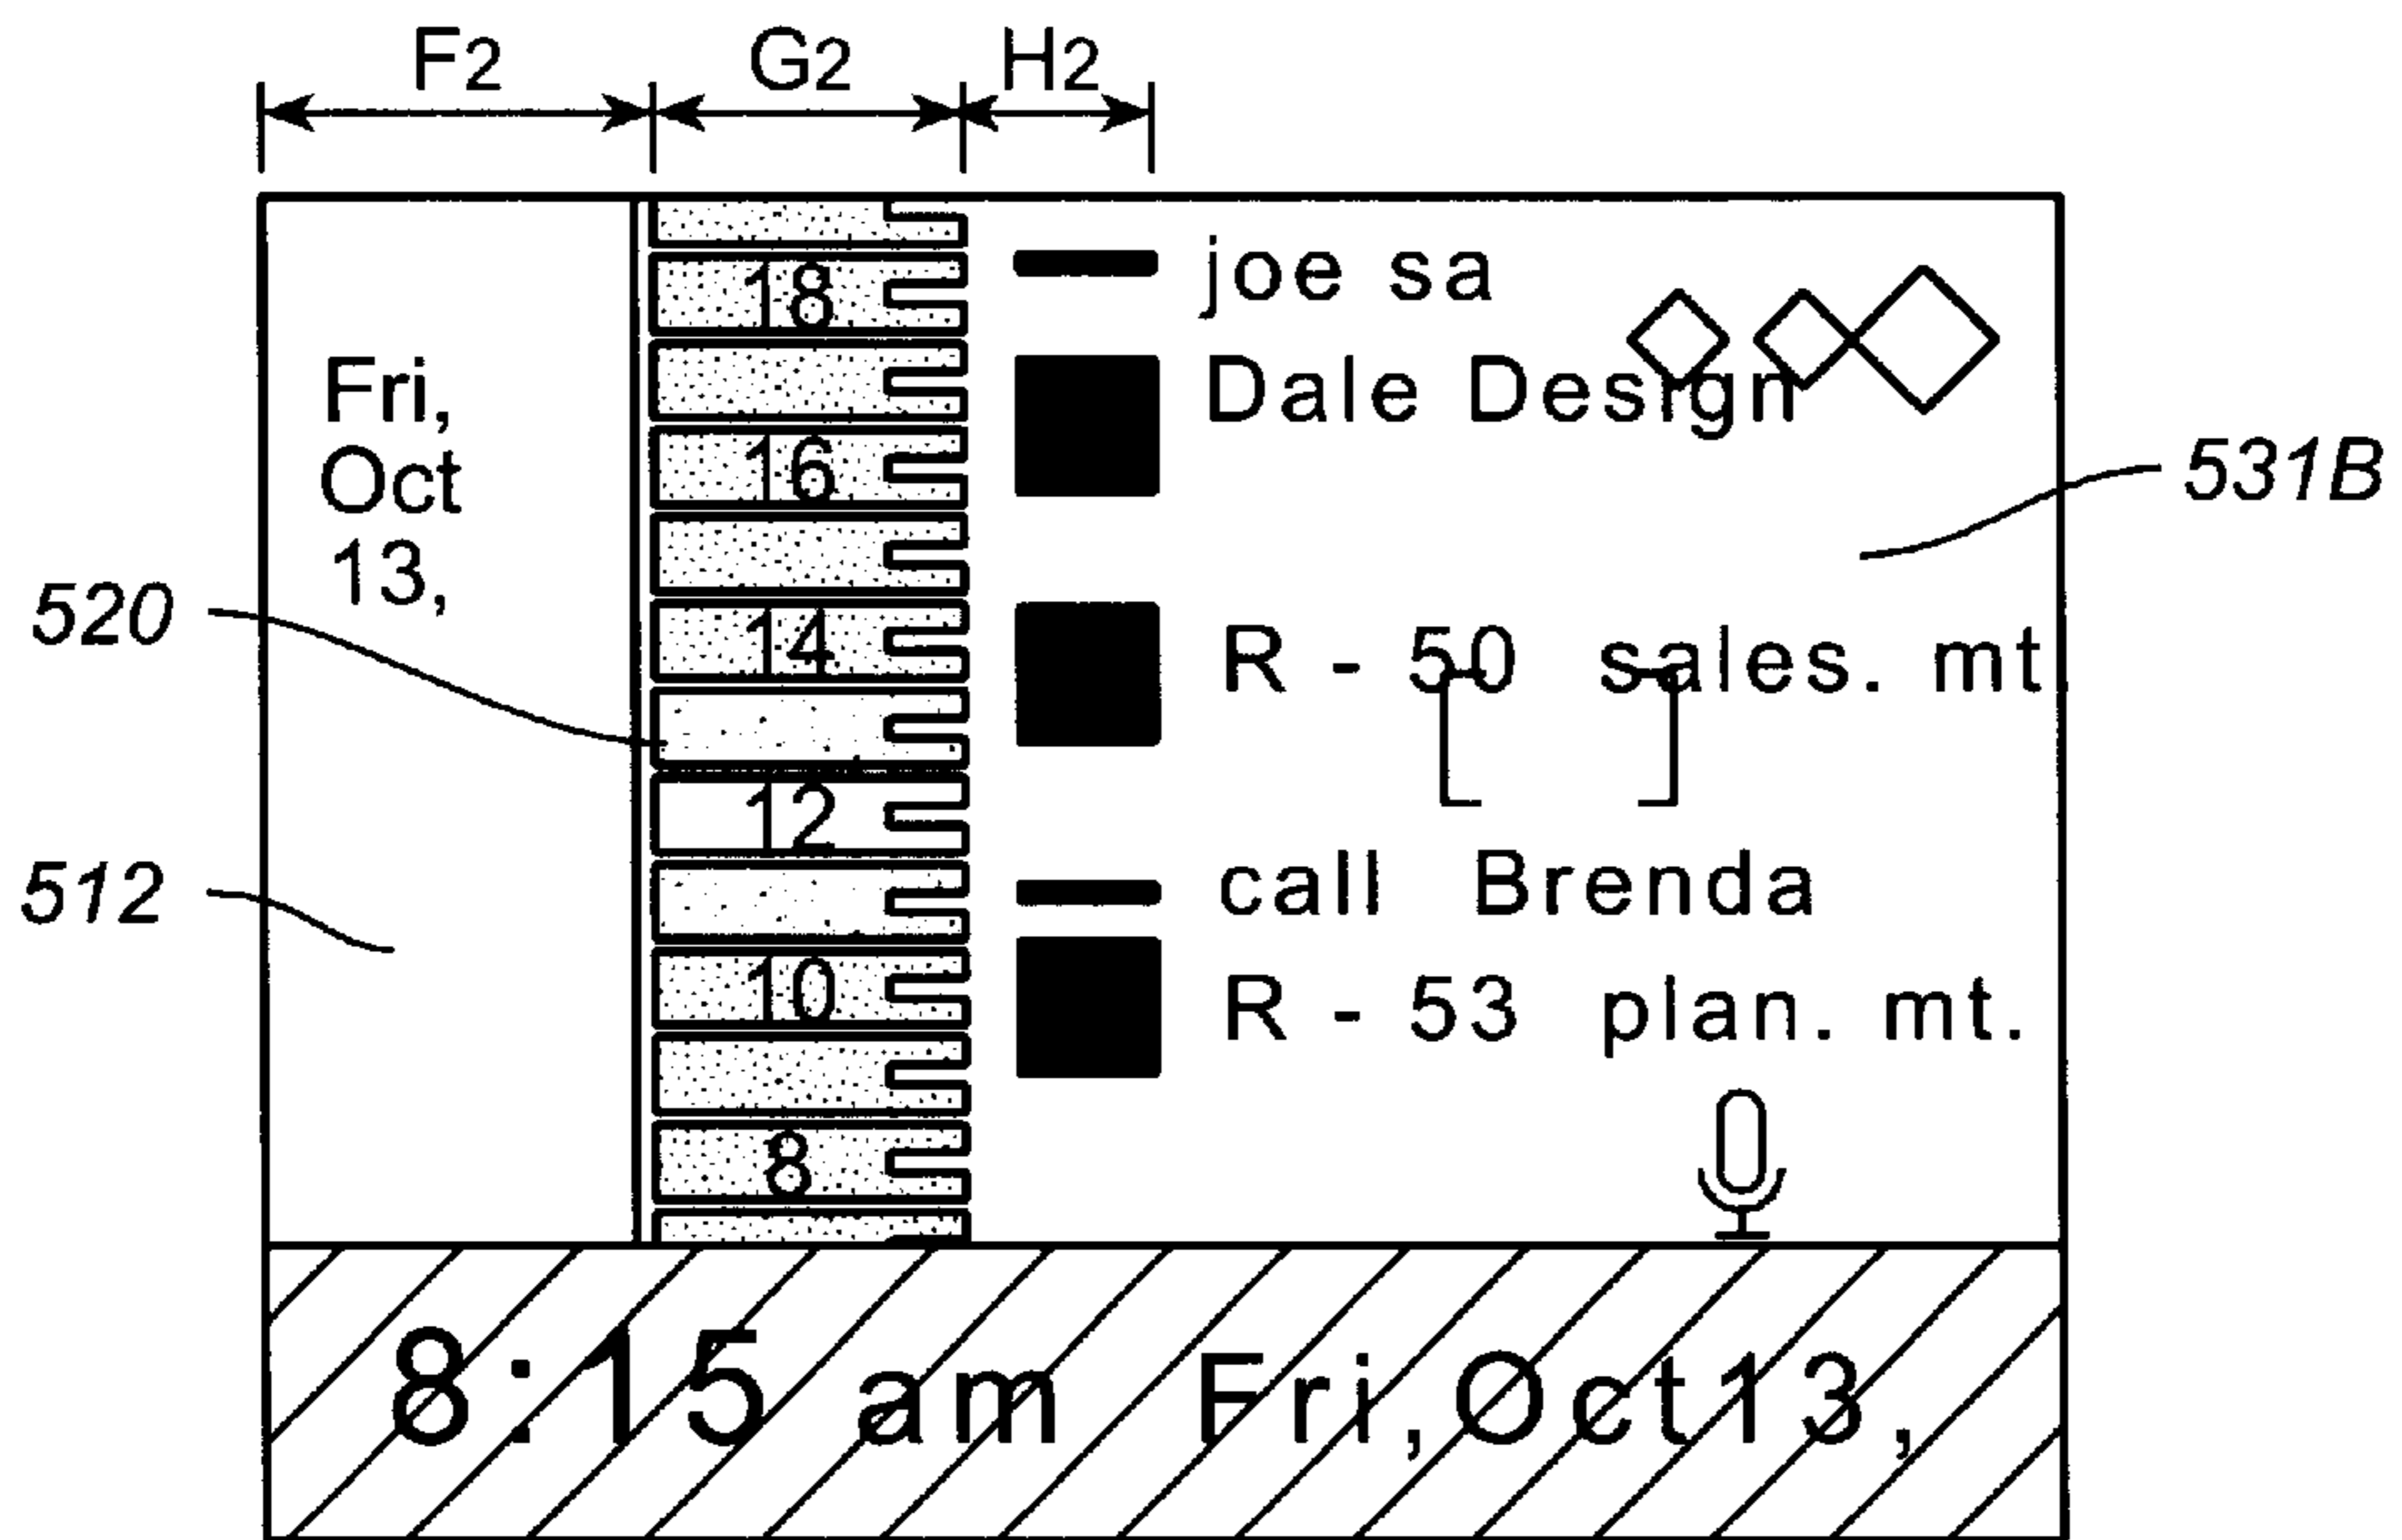 F2 G2 H2
18 joe sa
Fri, Dale Design
Oct 16
531B
13,
520 14 R - 50 sales. mt
12
512 call Brenda
10 R - 53 plan. mt.
8
8:15 am Fri,Oct13,